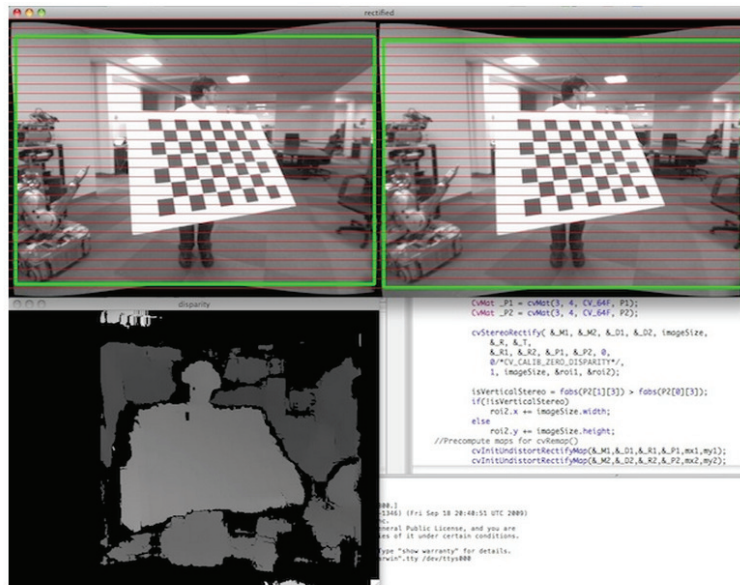 rectified
disparity
CvMat _P1 = cvMat(3, 4, CV_64F, P1);
CvMat _P2 = cvMat(3, 4, CV_64F, P2);
cvStereoRectify( &_M1, &_M2, &_D1, &_D2, imageSize,
&_R, &_T,
&_R1, &_R2, &_P1, &_P2, 0,
0/*CV_CALIB_ZERO_DISPARITY*/,
1, imageSize, &roi1, &roi2);
isVerticalStereo = fabs(P2[1][3]) > fabs(P2[0][3]);
if(!isVerticalStereo)
roi2.x += imageSize.width;
else
roi2.y += imageSize.height;
//Precompute maps for cvRemap()
cvInitUndistortRectifyMap(&_M1,&_D1,&_R1,&_P1,mx1,my1);
cvInitUndistortRectifyMap(&_M2,&_D2,&_R2,&_P2,mx2,my2);
-1346) (Fri Sep 18 20:40:51 UTC 2009)
nc.
eneral Public License, and you are
ies of it under certain conditions.
Type "show warranty" for details.
arwin".tty /dev/ttys000